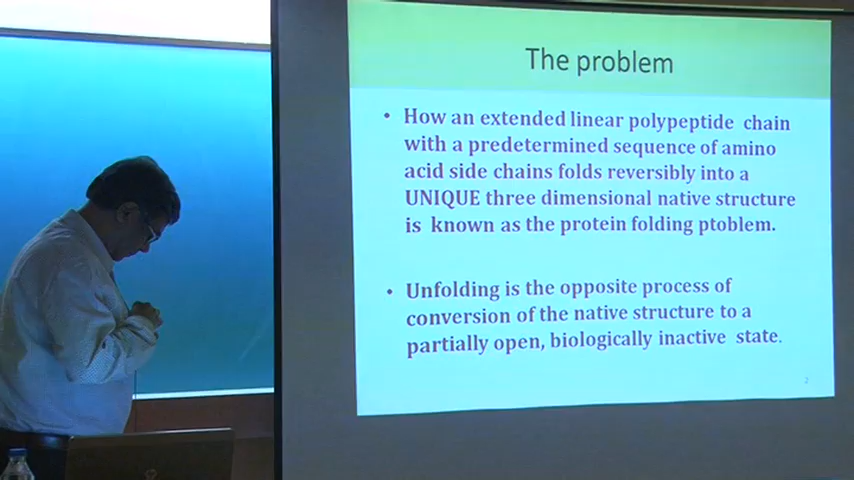 The problem
• How an extended linear polypeptide chain
with a predetermined sequence of amino
acid side chains folds reversibly into a
UNIQUE three dimensional native structure
is known as the protein folding ptoblem.
• Unfolding is the opposite process of
conversion of the native structure to a
partially open, biologically inactive state.
2